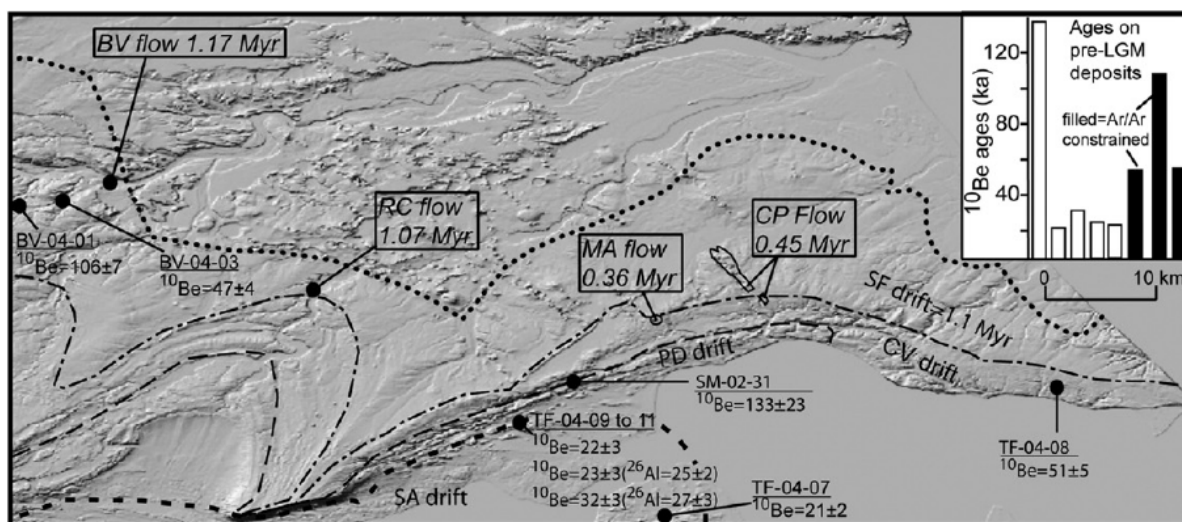 BV flow 1.17 Myr
BV-04-01
¹⁰Be=106±7
BV-04-03
¹⁰Be=47±4
RC flow
1.07 Myr
MA flow
0.36 Myr
CP Flow
0.45 Myr
SF drift=1.1 Myr
PD drift
CV drift
SM-02-31
¹⁰Be=133±23
TF-04-09 to 11
¹⁰Be=22±3
¹⁰Be=23±3(²⁶Al=25±2)
¹⁰Be=32±3(²⁶Al=27±3)
SA drift
TF-04-07
¹⁰Be=21±2
TF-04-08
¹⁰Be=51±5
Ages on
pre-LGM
deposits
filled=Ar/Ar
constrained
¹⁰Be ages (ka)
120
80
40
0 10 km